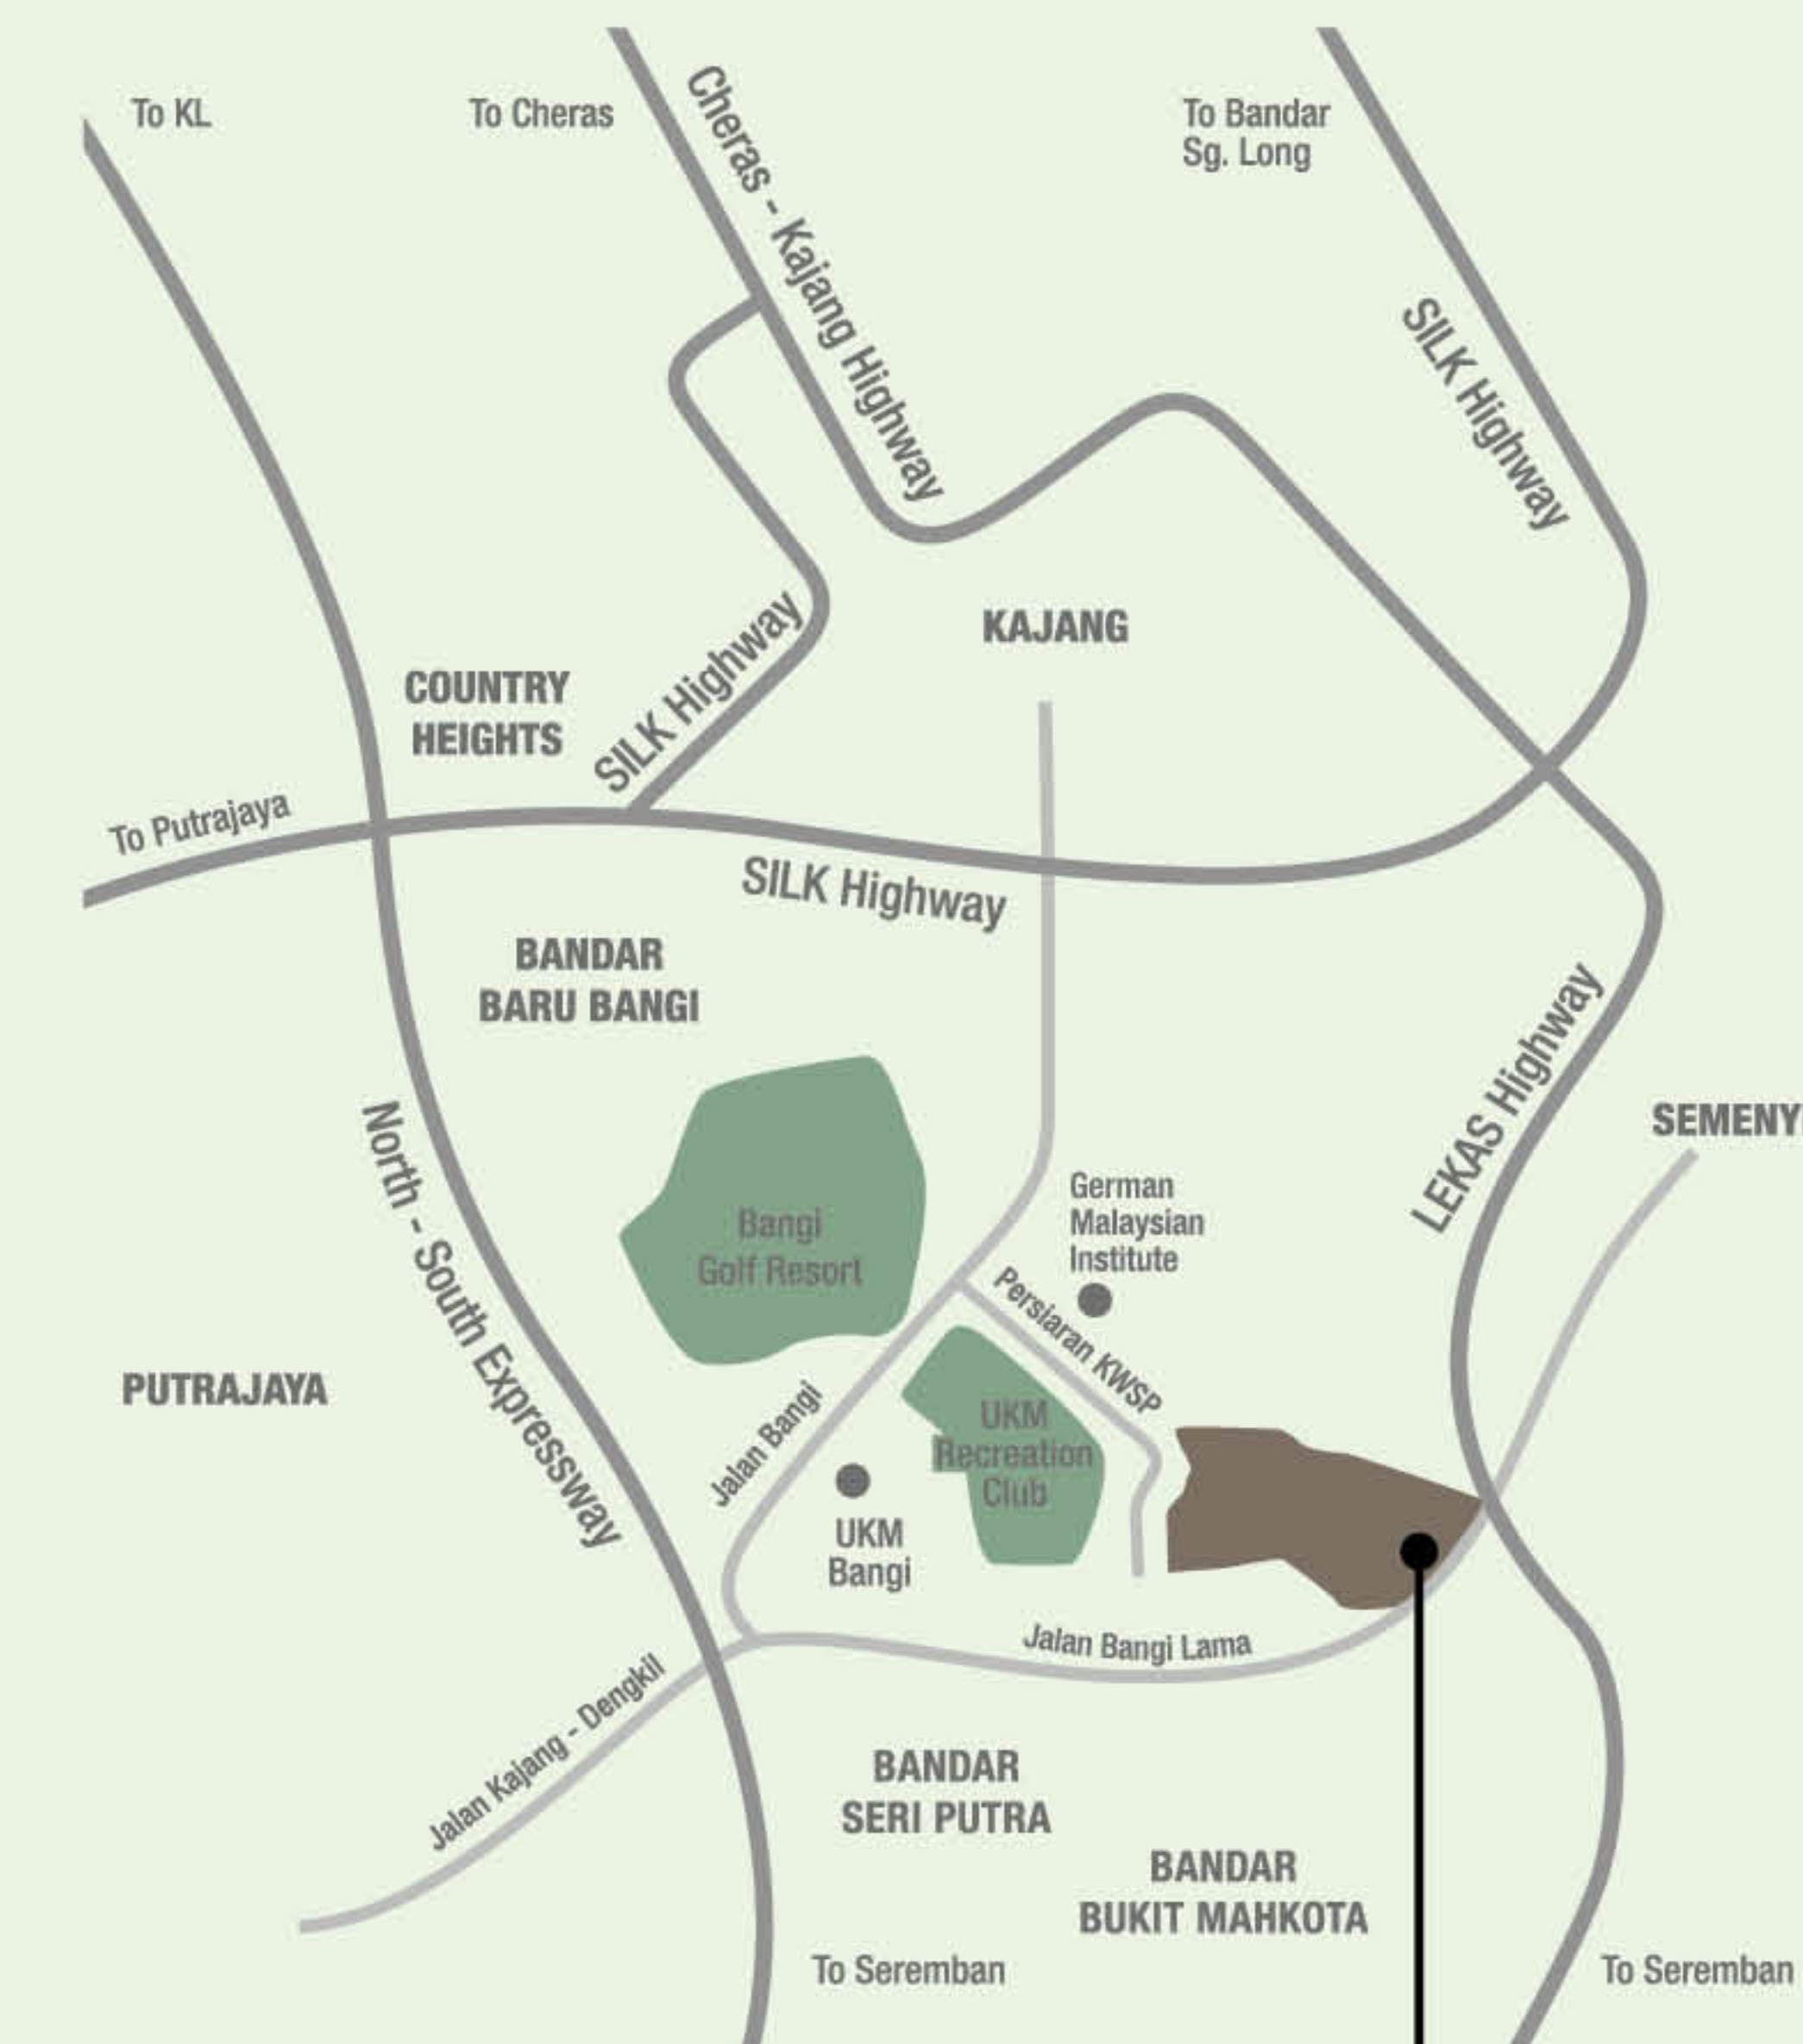 To KL
To Cheras
Cheras - Kajang Highway
To Bandar
Sg. Long
SILK Highway
KAJANG
SILK Highway
COUNTRY
HEIGHTS
To Putrajaya
SILK Highway
BANDAR
BARU BANGI
LEKAS Highway
SEMENY
North - South Expressway
German
Malaysian
Institute
Bangi
Golf Resort
Persiaran KWSP
PUTRAJAYA
Jalan Bangi
UKM
Recreation
Club
UKM
Bangi
Jalan Bangi Lama
Jalan Kajang - Dengkil
BANDAR
SERI PUTRA
BANDAR
BUKIT MAHKOTA
To Seremban
To Seremban